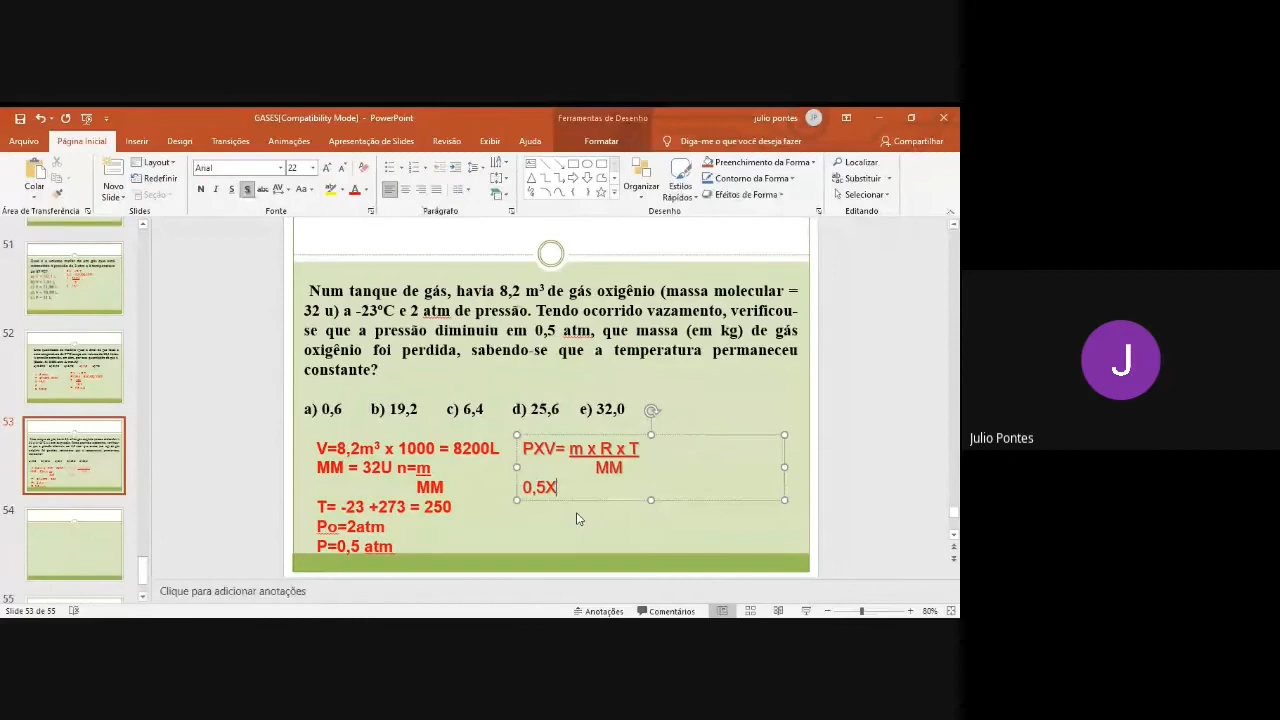 GASES[Compatibility Mode] - PowerPoint
Ferramentas de Desenho
julio pontes
JP
Arquivo
Página Inicial
Inserir
Design
Transições
Animações
Apresentação de Slides
Revisão
Exibir
Ajuda
Formatar
Diga-me o que você deseja fazer
Compartilhar
Colar
Novo
Slide
Layout
Redefinir
Seção
Arial
22
N I S S abc AV Aa A
Organizar
Estilos
Rápidos
Preenchimento da Forma
Contorno da Forma
Efeitos de Forma
Localizar
Substituir
Selecionar
Área de Transferência
Slides
Fonte
Parágrafo
Desenho
Editando
51
52
53
54
55
Num tanque de gás, havia 8,2 m³ de gás oxigênio (massa molecular =
32 u) a -23ºC e 2 atm de pressão. Tendo ocorrido vazamento, verificou-
se que a pressão diminuiu em 0,5 atm, que massa (em kg) de gás
oxigênio foi perdida, sabendo-se que a temperatura permaneceu
constante?
a) 0,6 b) 19,2 c) 6,4 d) 25,6 e) 32,0
V=8,2m³ x 1000 = 8200L
MM = 32U n=m
MM
T= -23 +273 = 250
Po=2atm
P=0,5 atm
PXV= m x R x T
MM
0,5X
Clique para adicionar anotações
Slide 53 de 55
Anotações
Comentários
80%
J
Julio Pontes